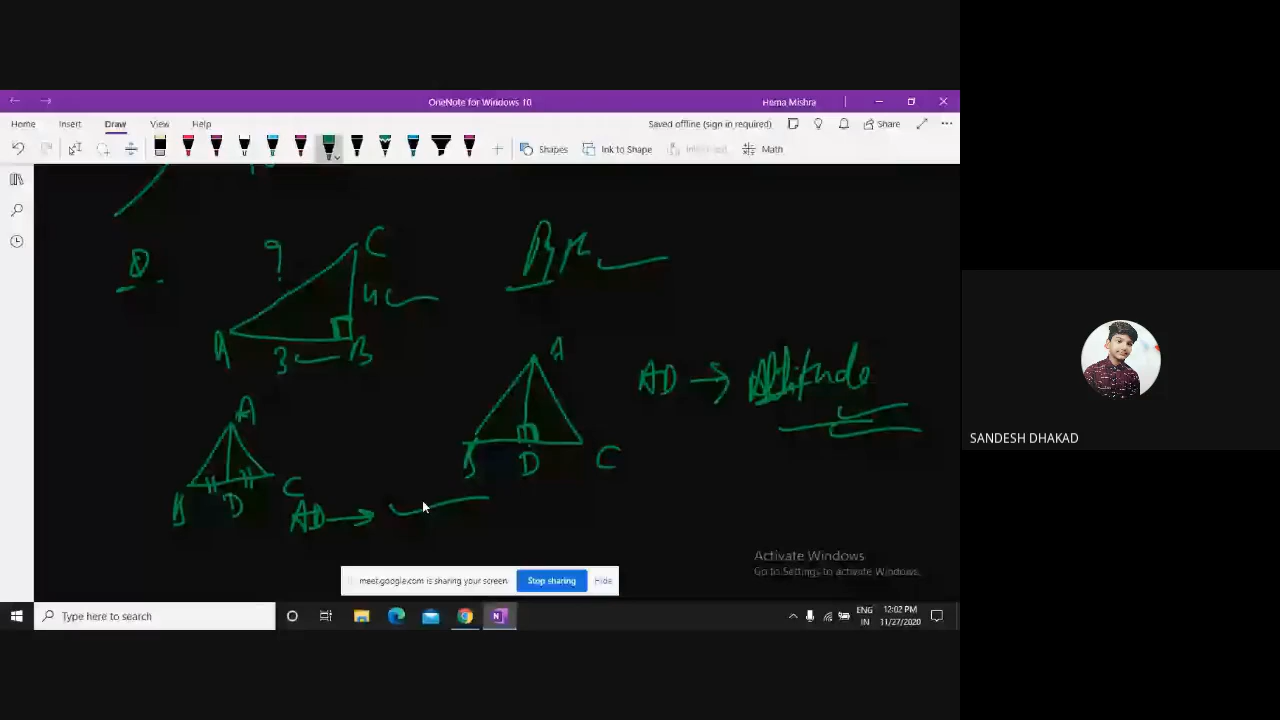 OneNote for Windows 10
Hema Mishra
Home Insert Draw View Help
Saved offline (sign in required)
Share
Shapes
Ink to Shape
Math
Q.
?
C
4
A
3
B
A
AD → Altitude
B
D
C
A
B
D
C
AD →
SANDESH DHAKAD
Activate Windows
Go to Settings to activate Windows.
meet.google.com is sharing your screen
Stop sharing
Hide
Type here to search
ENG
IN
12:02 PM
11/27/2020